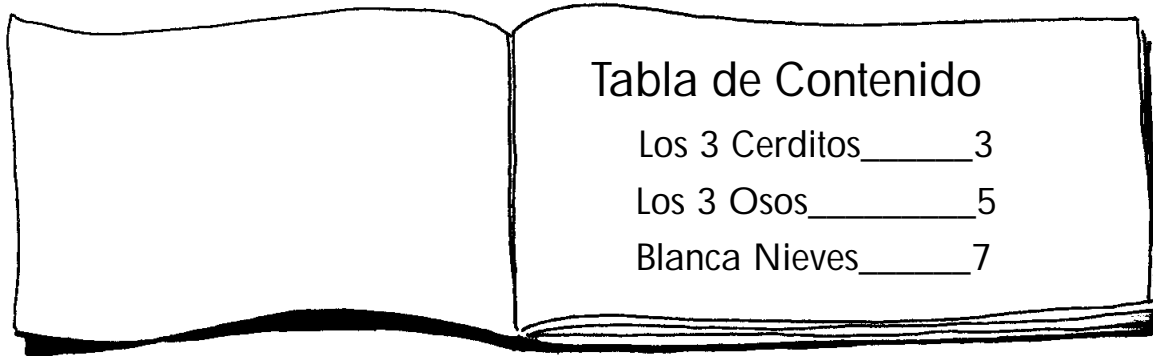 Tabla de Contenido
Los 3 Cerditos______3
Los 3 Osos_________5
Blanca Nieves______7